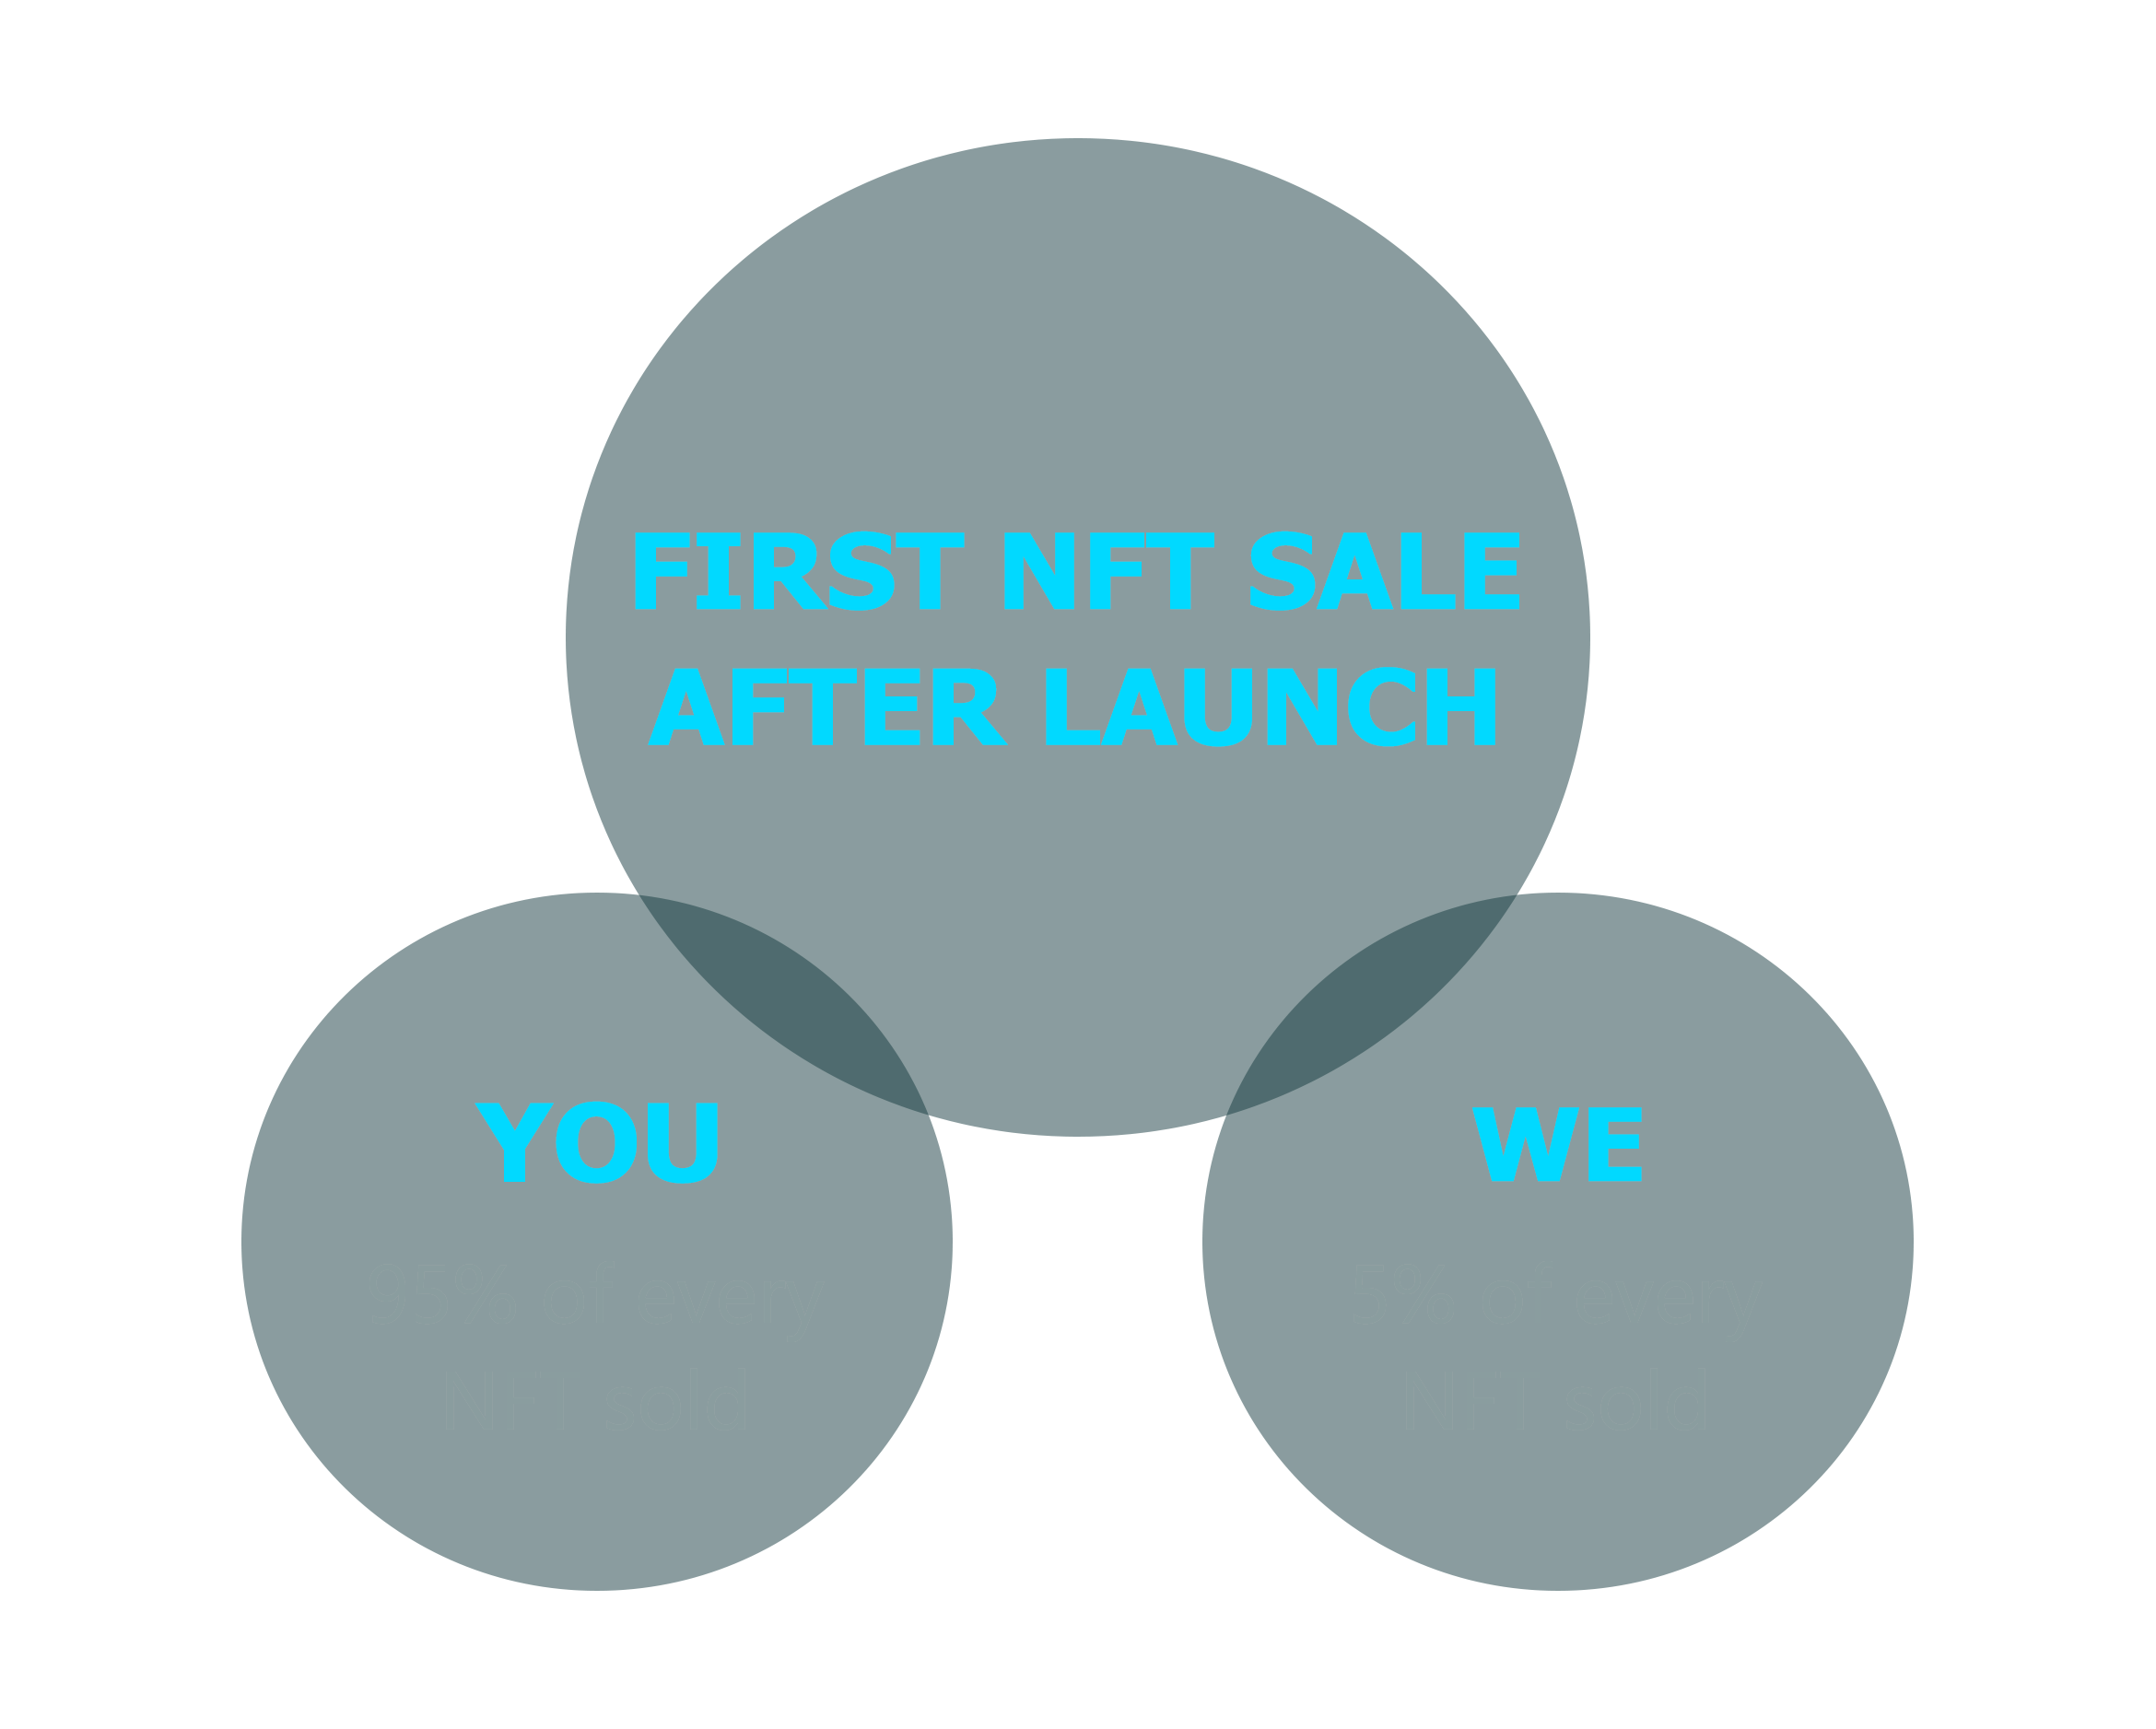 FIRST NFT SALE
AFTER LAUNCH
YOU
95% of every
NFT sold
WE
5% of every
NFT sold